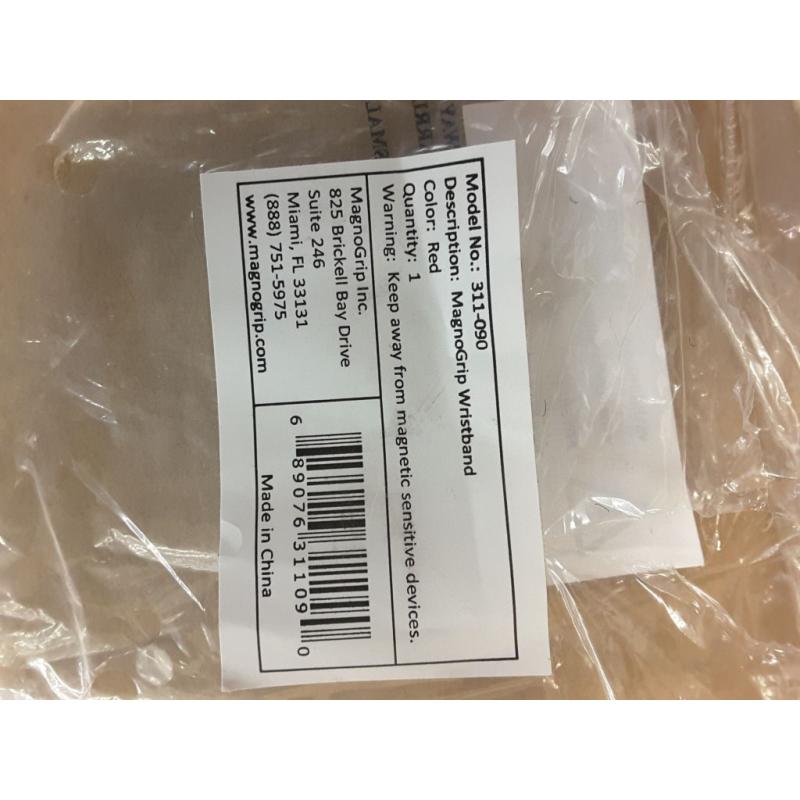 Model No.: 311-090
Description: MagnoGrip Wristband
Color: Red
Quantity: 1
Warning: Keep away from magnetic sensitive devices.
MagnoGrip Inc.
825 Brickell Bay Drive
Suite 246
Miami, FL 33131
(888) 751-5975
www.magnogrip.com
6 89076 31109 0
Made in China